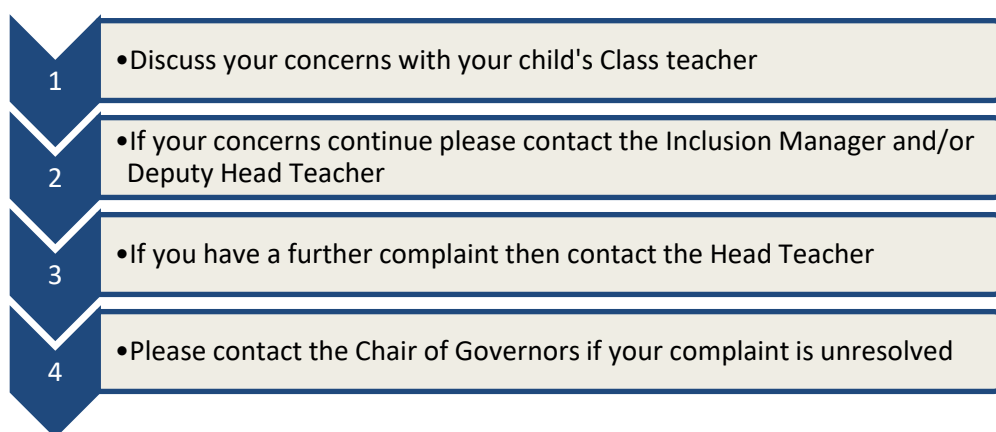 1
•Discuss your concerns with your child's Class teacher
2
•If your concerns continue please contact the Inclusion Manager and/or
Deputy Head Teacher
3
•If you have a further complaint then contact the Head Teacher
4
•Please contact the Chair of Governors if your complaint is unresolved